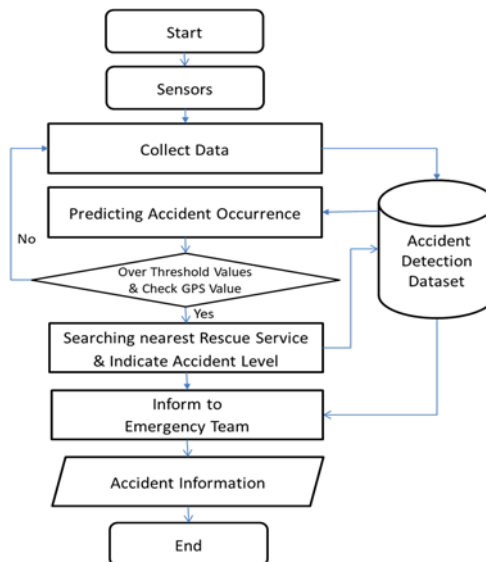 Start
Sensors
Collect Data
Predicting Accident Occurrence
No
Over Threshold Values
& Check GPS Value
Accident
Detection
Dataset
Yes
Searching nearest Rescue Service
& Indicate Accident Level
Inform to
Emergency Team
Accident Information
End